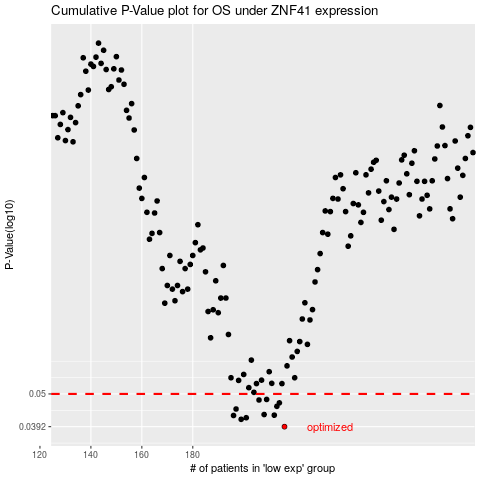 Cumulative P-Value plot for OS under ZNF41 expression
P-Value(log10)
0.05
0.0392
optimized
120 140 160 180
# of patients in 'low exp' group